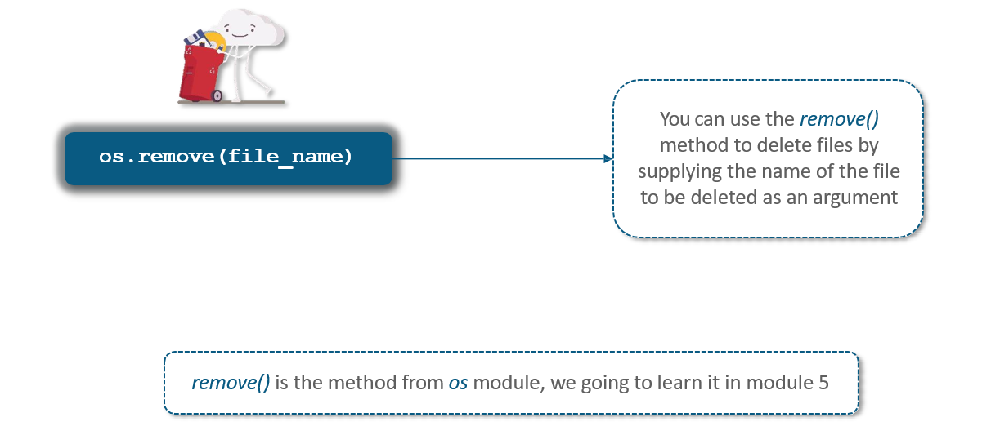 os.remove(file_name)
You can use the remove()
method to delete files by
supplying the name of the file
to be deleted as an argument
remove() is the method from os module, we going to learn it in module 5